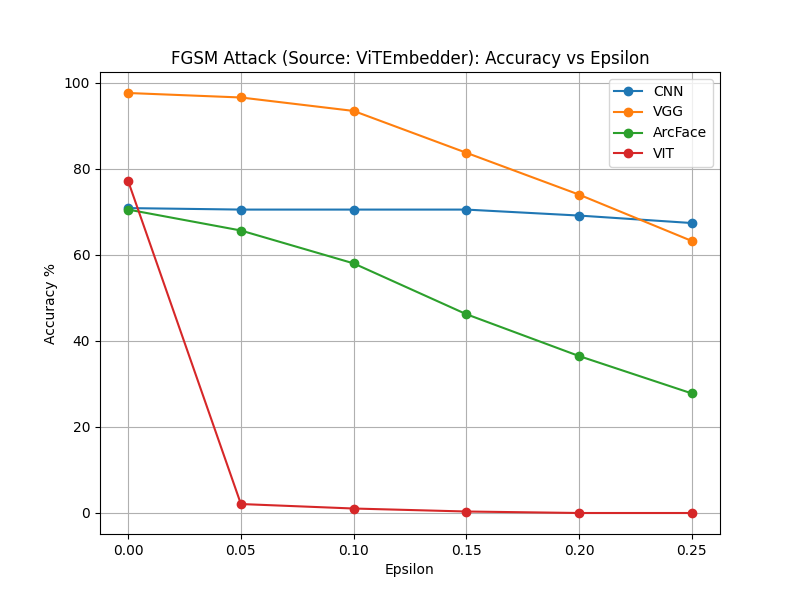 FGSM Attack (Source: ViTEmbedder): Accuracy vs Epsilon
CNN
VGG
ArcFace
VIT
Accuracy %
100
80
60
40
20
0
0.00 0.05 0.10 0.15 0.20 0.25
Epsilon